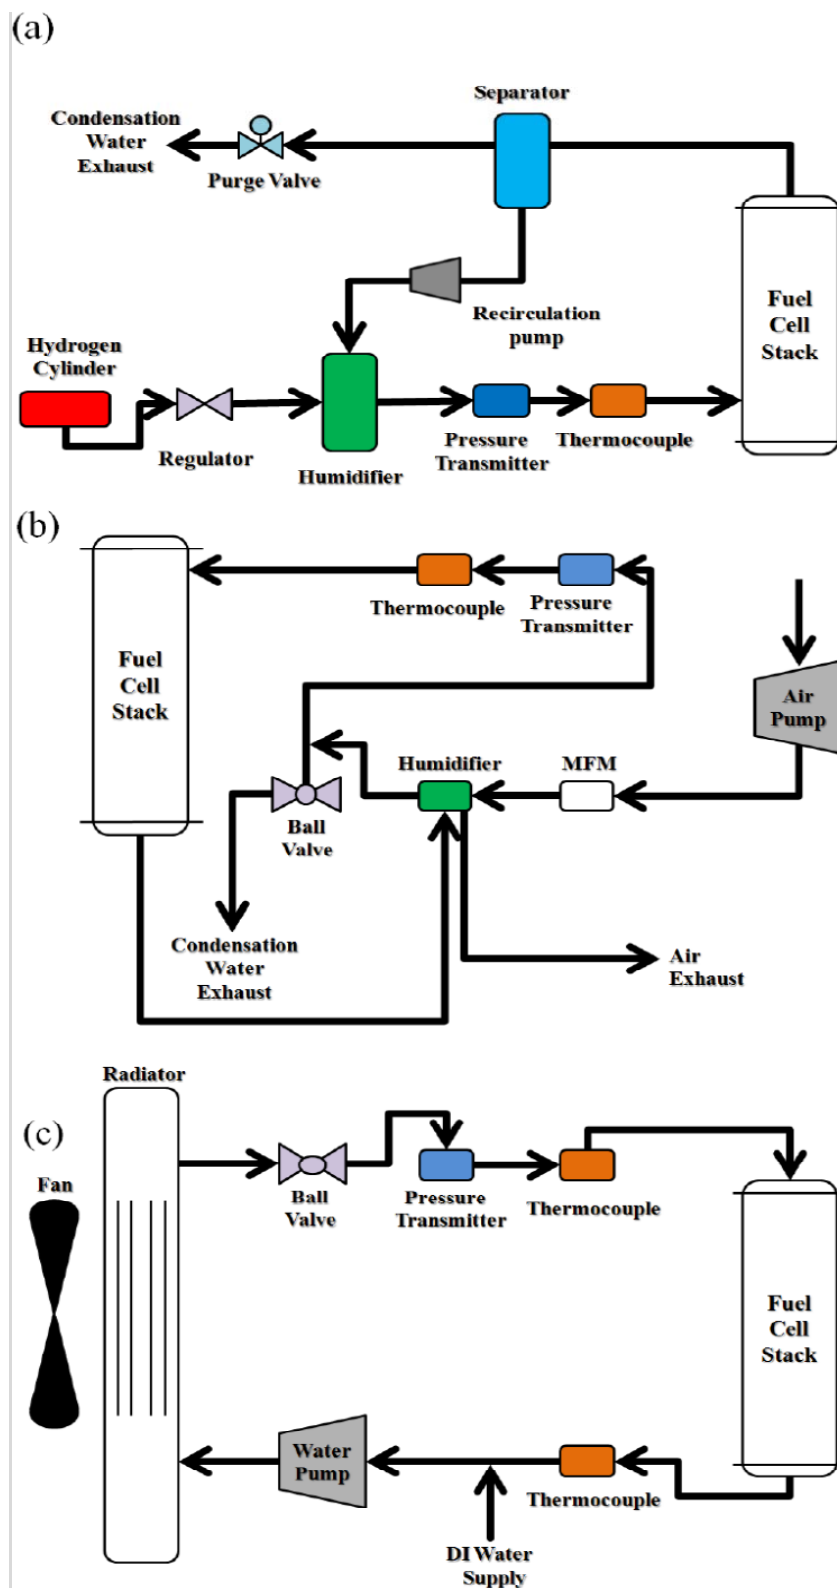 (a)
Separator
Condensation
Water
Exhaust
Purge Valve
Recirculation
pump
Fuel
Cell
Stack
Hydrogen
Cylinder
Regulator
Humidifier
Pressure
Transmitter
Thermocouple
(b)
Thermocouple
Pressure
Transmitter
Fuel
Cell
Stack
Air
Pump
Humidifier
MFM
Ball
Valve
Condensation
Water
Exhaust
Air
Exhaust
Radiator
(c)
Fan
Ball
Valve
Pressure
Transmitter
Thermocouple
Fuel
Cell
Stack
Water
Pump
Thermocouple
DI Water
Supply